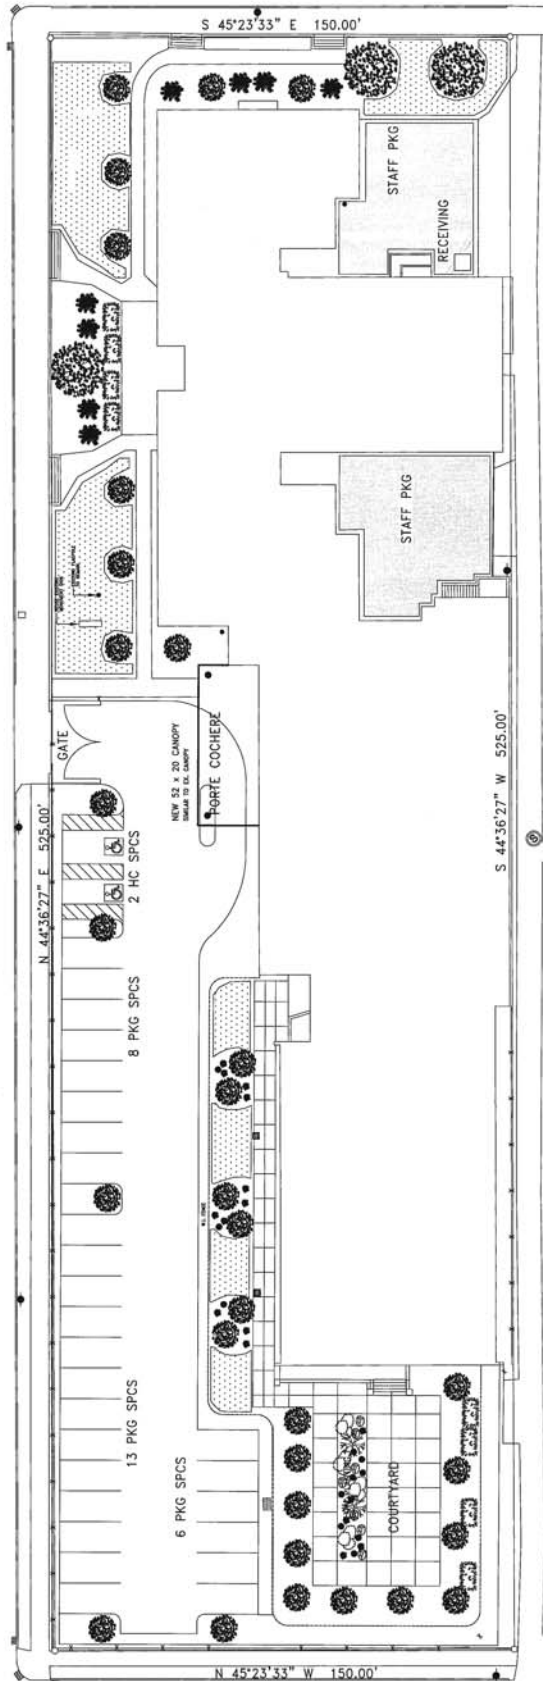 S 45°23'33" E 150.00'
STAFF PKG
RECEIVING
STAFF PKG
GATE
NEW 52 x 20 CANOPY
SIMILAR TO EX. CANOPY
PORTE COCHERE
N 44°36'27" E 525.00'
S 44°36'27" W 525.00'
2 HC SPCS
8 PKG SPCS
13 PKG SPCS
6 PKG SPCS
COURTYARD
N 45°23'33" W 150.00'